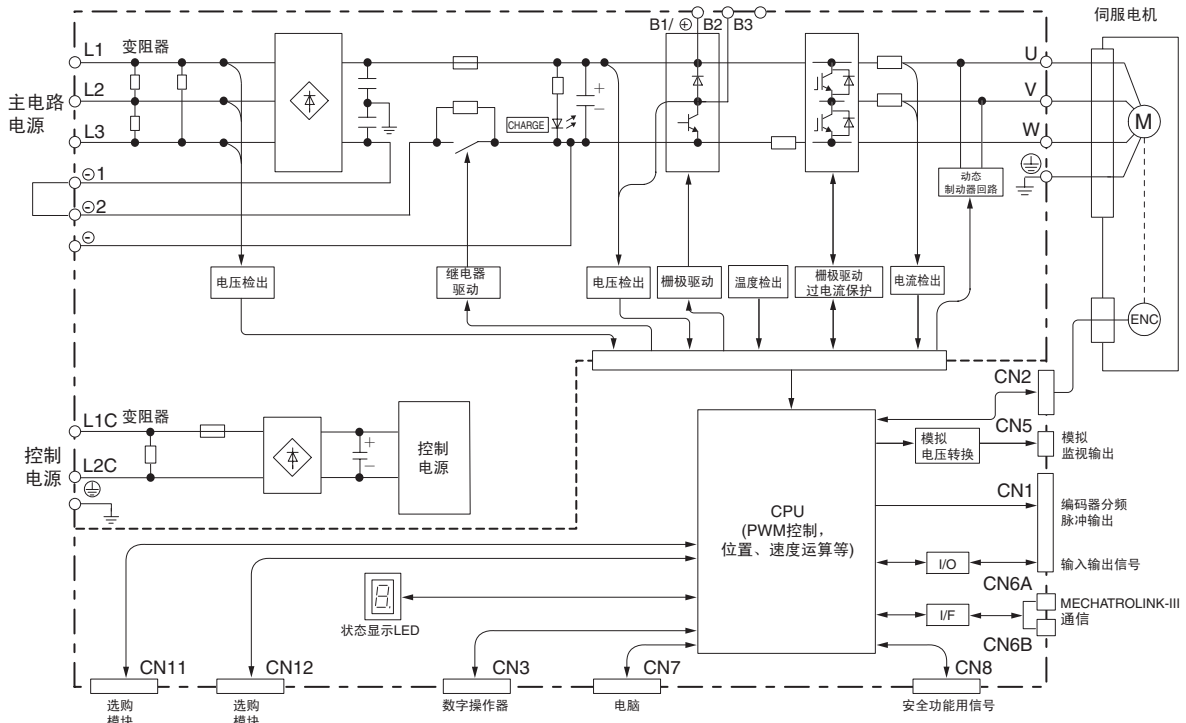 B1/⊕ B2 B3
伺服电机
L1 变阻器
U
主电路
电源
L2
V
CHARGE
+
−
M
L3
W
⊖1
动态
制动器回路
⊖2
⊖
电压检出
继电器
驱动
电压检出
栅极驱动
温度检出
栅极驱动
过电流保护
电流检出
ENC
CN2
L1C 变阻器
控制
电源
+
−
控制
电源
L2C
模拟
电压转换
CN5
模拟
监视输出
CN1
编码器分频
脉冲输出
CPU
(PWM控制，
位置、速度运算等)
I/O
输入输出信号
CN6A
I/F
MECHATROLINK-III
通信
CN6B
8.
状态显示LED
CN11
CN12
CN3
CN7
CN8
选购
模块
选购
模块
数字操作器
电脑
安全功能用信号